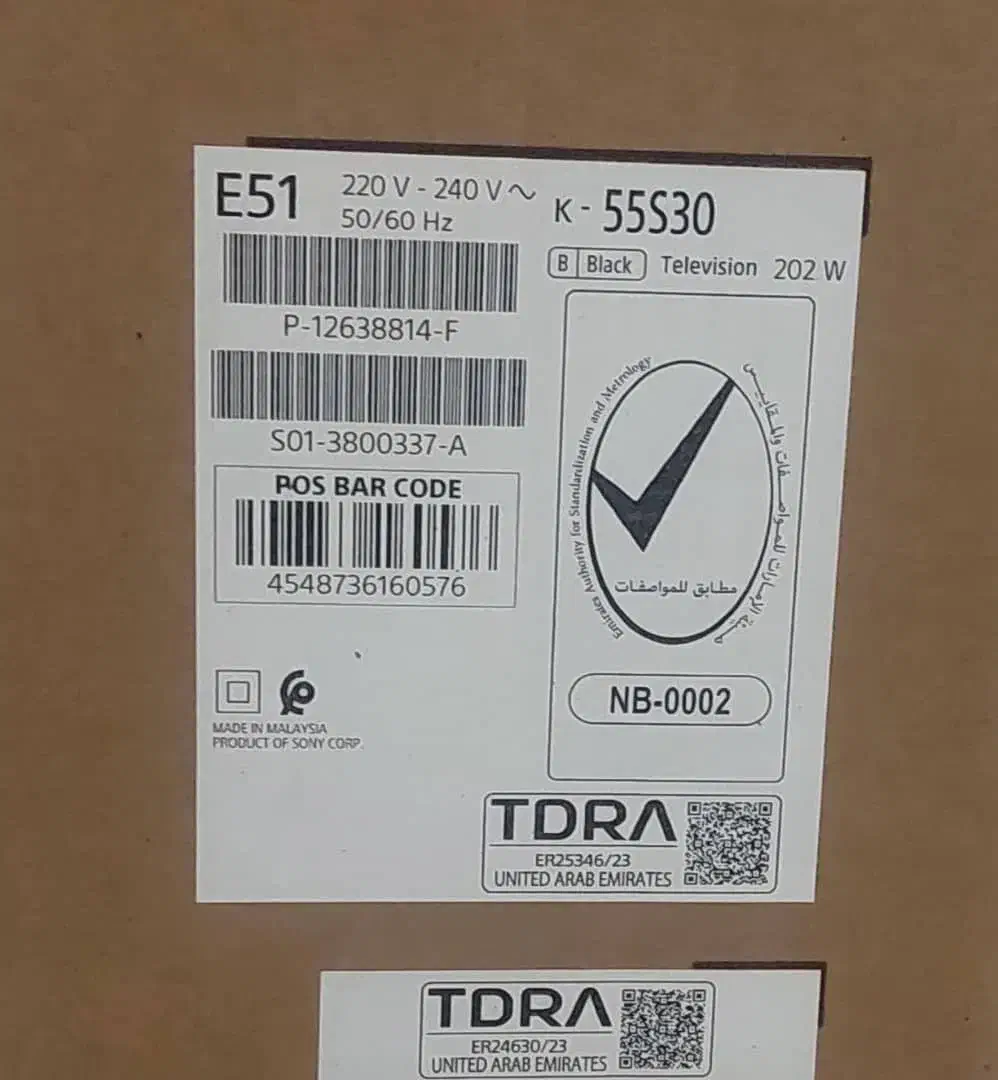 E51
220 V - 240 V ~
50/60 Hz
P-12638814-F
S01-3800337-A
POS BAR CODE
4548736160576
MADE IN MALAYSIA
PRODUCT OF SONY CORP.
K - 55S30
B Black Television 202 W
Emirates Authority for Standardization and Metrology
هيئة الإمارات للمواصفات والمقاييس
مطابق للمواصفات
NB-0002
TDRA
ER25346/23
UNITED ARAB EMIRATES
TDRA
ER24630/23
UNITED ARAB EMIRATES